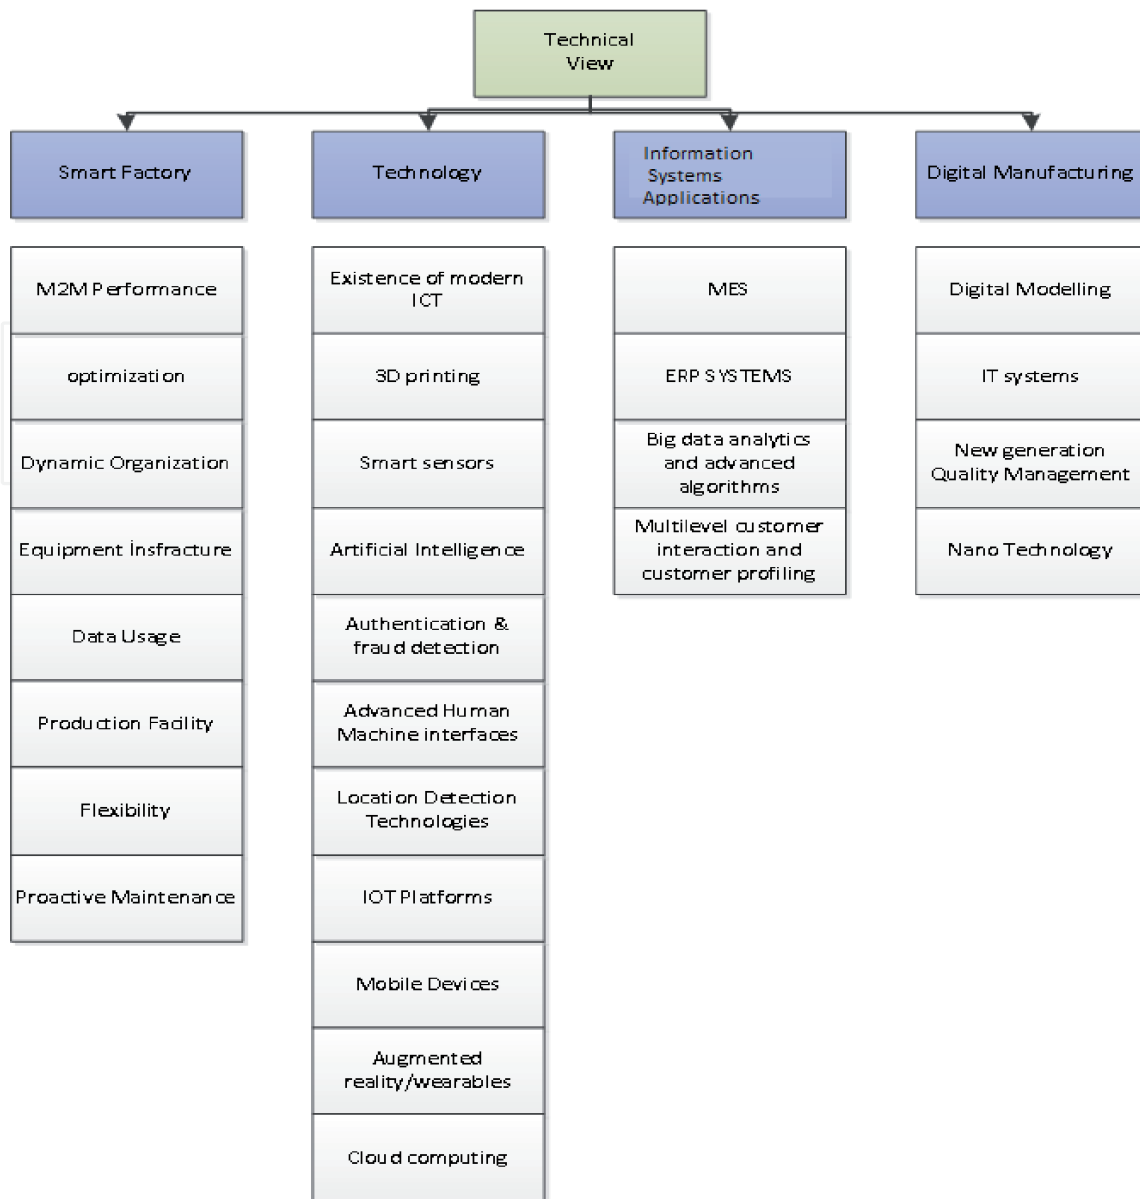 Technical
View
Smart Factory
Technology
Information
Systems
Applications
Digital Manufacturing
M2M Performance
optimization
Dynamic Organization
Equipment İnsfracture
Data Usage
Production Facility
Flexibility
Proactive Maintenance
Existence of modern
ICT
3D printing
Smart sensors
Artificial Intelligence
Authentication &
fraud detection
Advanced Human
Machine interfaces
Location Detection
Technologies
IOT Platforms
Mobile Devices
Augmented
reality/wearables
Cloud computing
MES
ERP SYSTEMS
Big data analytics
and advanced
algorithms
Multilevel customer
interaction and
customer profiling
Digital Modelling
IT systems
New generation
Quality Management
Nano Technology